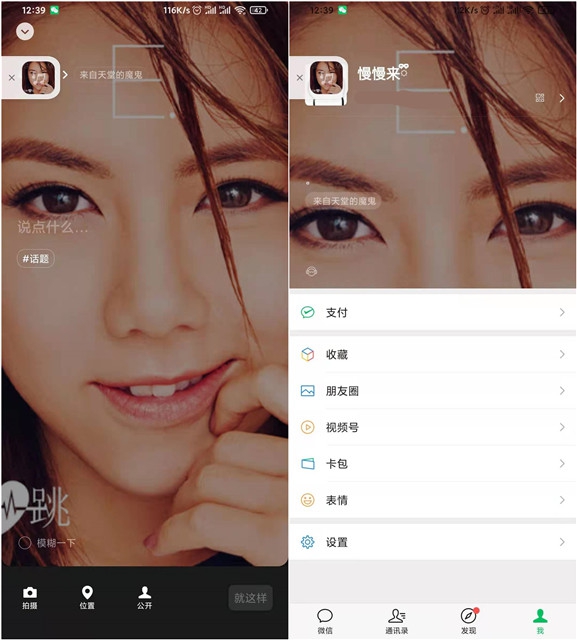 12:39
116K/s
42
来自天堂的魔鬼
E.
说点什么...
#话题
跳
模糊一下
拍摄
位置
公开
就这样
12:39
42
慢慢来
E.
来自天堂的魔鬼
支付
收藏
朋友圈
视频号
卡包
表情
设置
微信
通讯录
发现
我